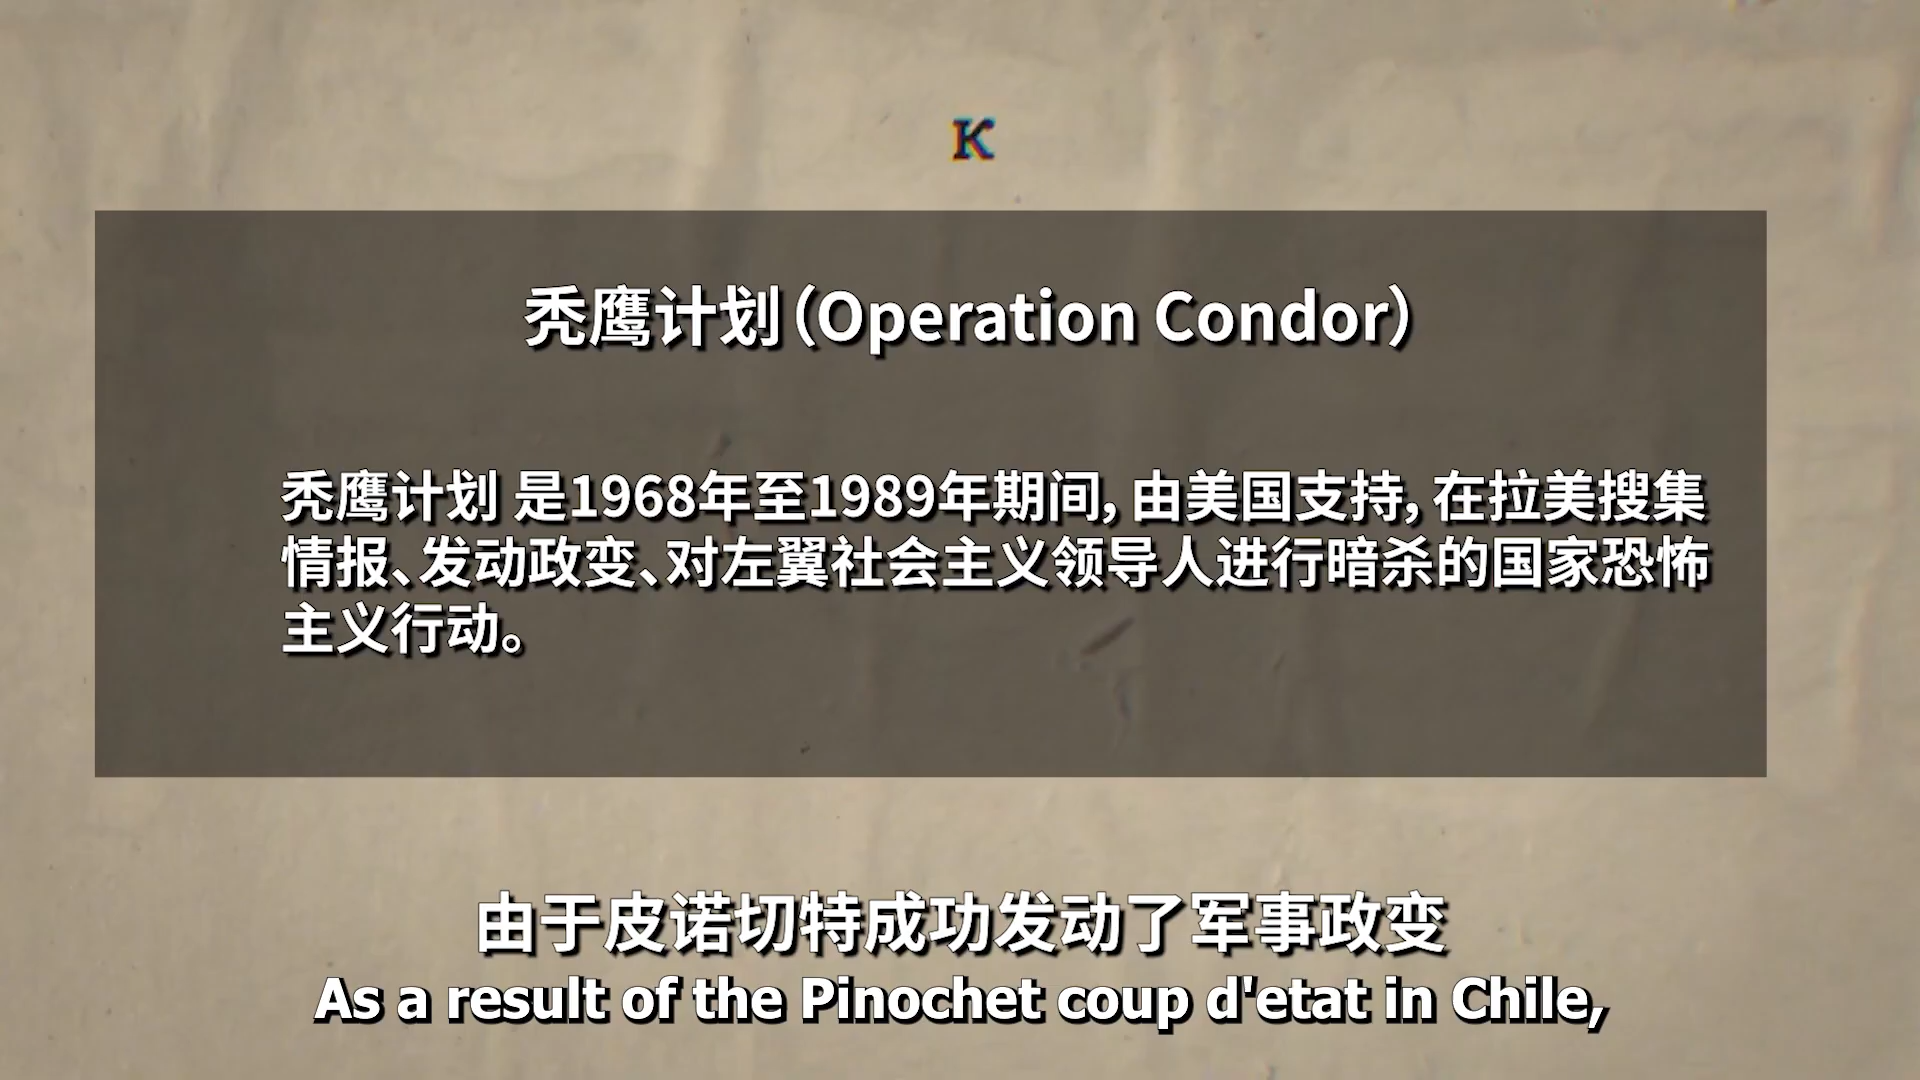 K
秃鹰计划（Operation Condor）
秃鹰计划 是1968年至1989年期间，由美国支持，在拉美搜集
情报、发动政变、对左翼社会主义领导人进行暗杀的国家恐怖
主义行动。
由于皮诺切特成功发动了军事政变
As a result of the Pinochet coup d'etat in Chile,